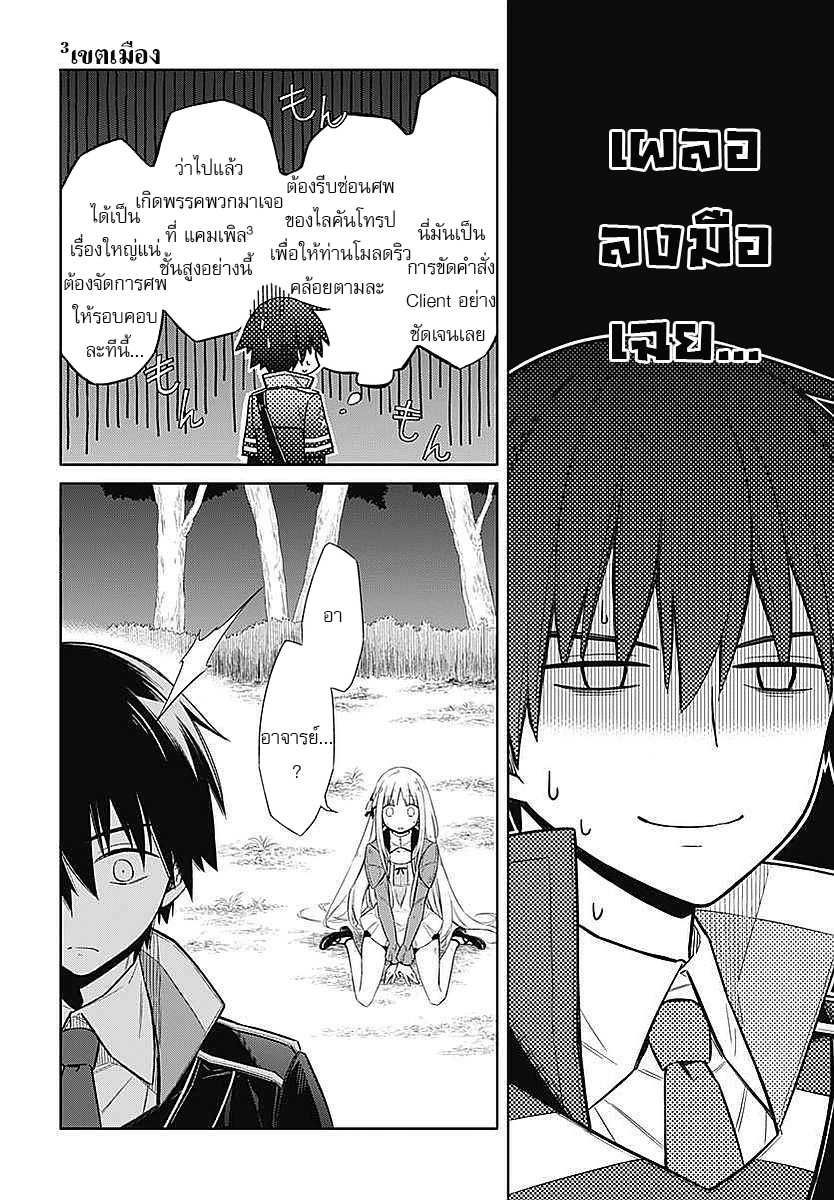 เผลอ
ลงมือ
เฉย...
³เขตเมือง
นี่มันเป็น
การขัดคำสั่ง
Client อย่าง
ชัดเจนเลย
ต้องรีบซ่อนศพ
ของไลคันโทรป
เพื่อให้ท่านโมลดริว
คล้อยตามละ
ว่าไปแล้ว
เกิดพรรคพวกมาเจอ
ที่ แคมเพิล³
ชั้นสูงอย่างนี้
ได้เป็น
เรื่องใหญ่แน่
ต้องจัดการศพ
ให้รอบคอบ
ละทีนี้...
もん
もん
もん
อา
อาจารย์...
?